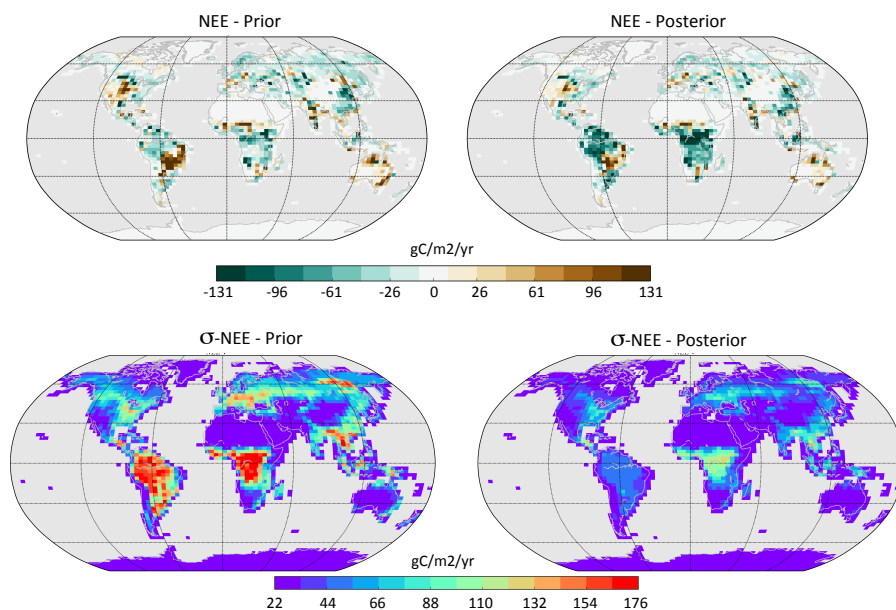 NEE - Prior
NEE - Posterior
gC/m2/yr
-131 -96 -61 -26 0 26 61 96 131
σ-NEE - Prior
σ-NEE - Posterior
gC/m2/yr
22 44 66 88 110 132 154 176